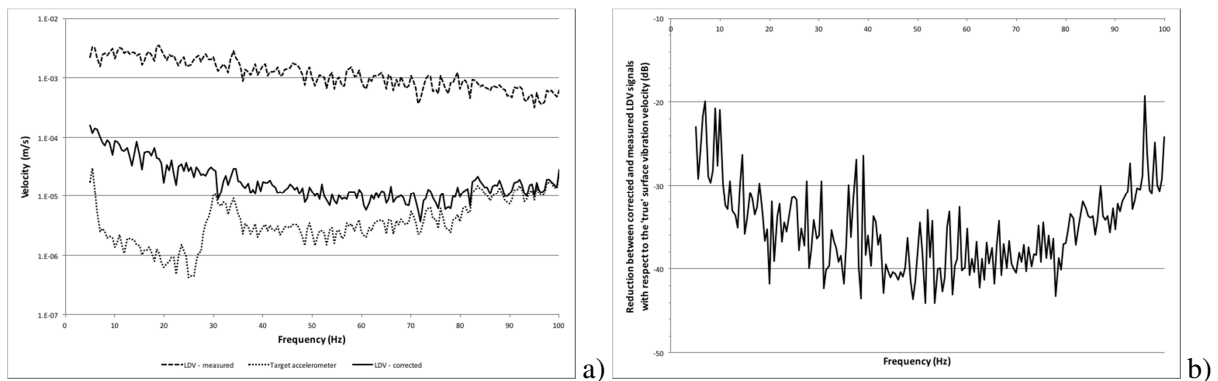 1.E-02
1.E-03
1.E-04
1.E-05
1.E-06
1.E-07
Velocity (m/s)
0 10 20 30 40 50 60 70 80 90 100
Frequency (Hz)
LDV - measured Target accelerometer LDV - corrected
a)
-10
-20
-30
-40
-50
Reduction between corrected and measured LDV signals
with respect to the 'true' surface vibration velocity (dB)
0 10 20 30 40 50 60 70 80 90 100
Frequency (Hz)
b)